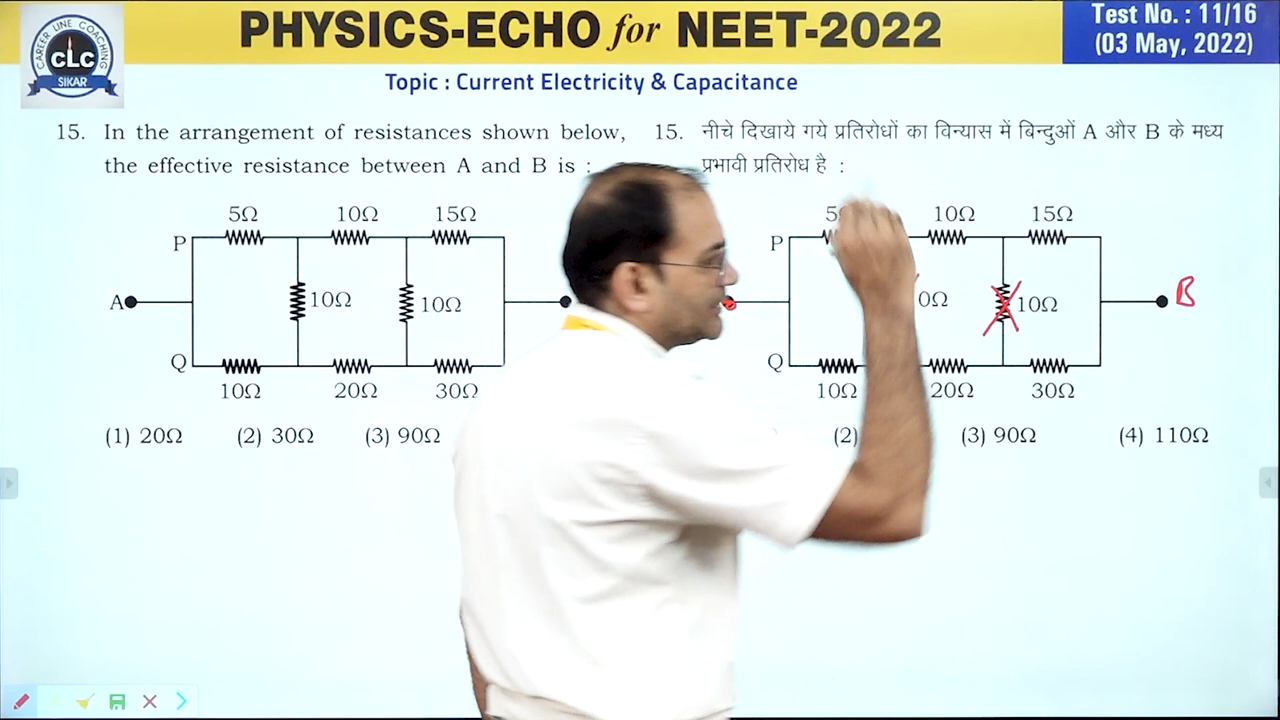 PHYSICS-ECHO for NEET-2022
Test No. : 11/16
(03 May, 2022)
CAREER LINE COACHING
CLC
SIKAR
Topic : Current Electricity & Capacitance
15. In the arrangement of resistances shown below,
the effective resistance between A and B is :
5Ω 10Ω 15Ω
P
A
10Ω 10Ω
Q
10Ω 20Ω 30Ω
(1) 20Ω (2) 30Ω (3) 90Ω
15. नीचे दिखाये गये प्रतिरोधों का विन्यास में बिन्दुओं A और B के मध्य
प्रभावी प्रतिरोध है :
10Ω 15Ω
P
10Ω B
Q
10Ω 20Ω 30Ω
(2) (3) 90Ω (4) 110Ω